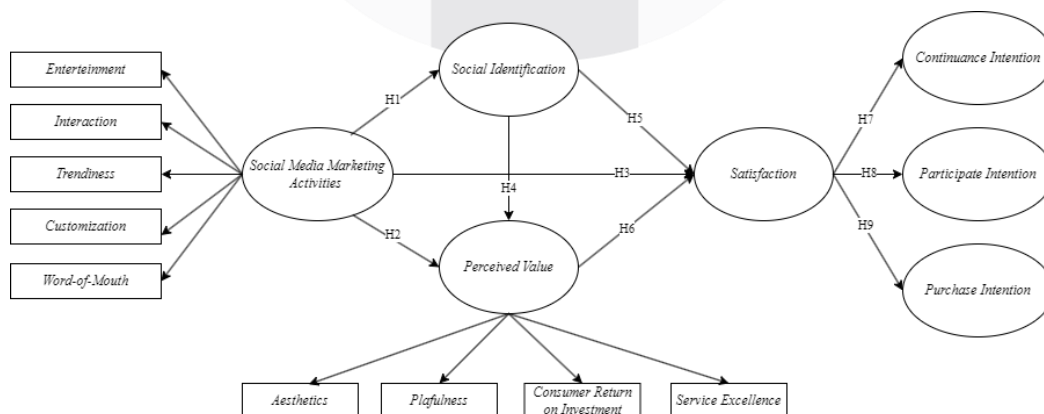 Enterteinment
Interaction
Trendiness
Customization
Word-of-Mouth
Social Media Marketing
Activities
H1
H2
Social Identification
H4
H3
Perceived Value
H5
H6
Satisfaction
H7
H8
H9
Continuance Intention
Participate Intention
Purchase Intention
Aesthetics
Plafulness
Consumer Return
on Investment
Service Excellence